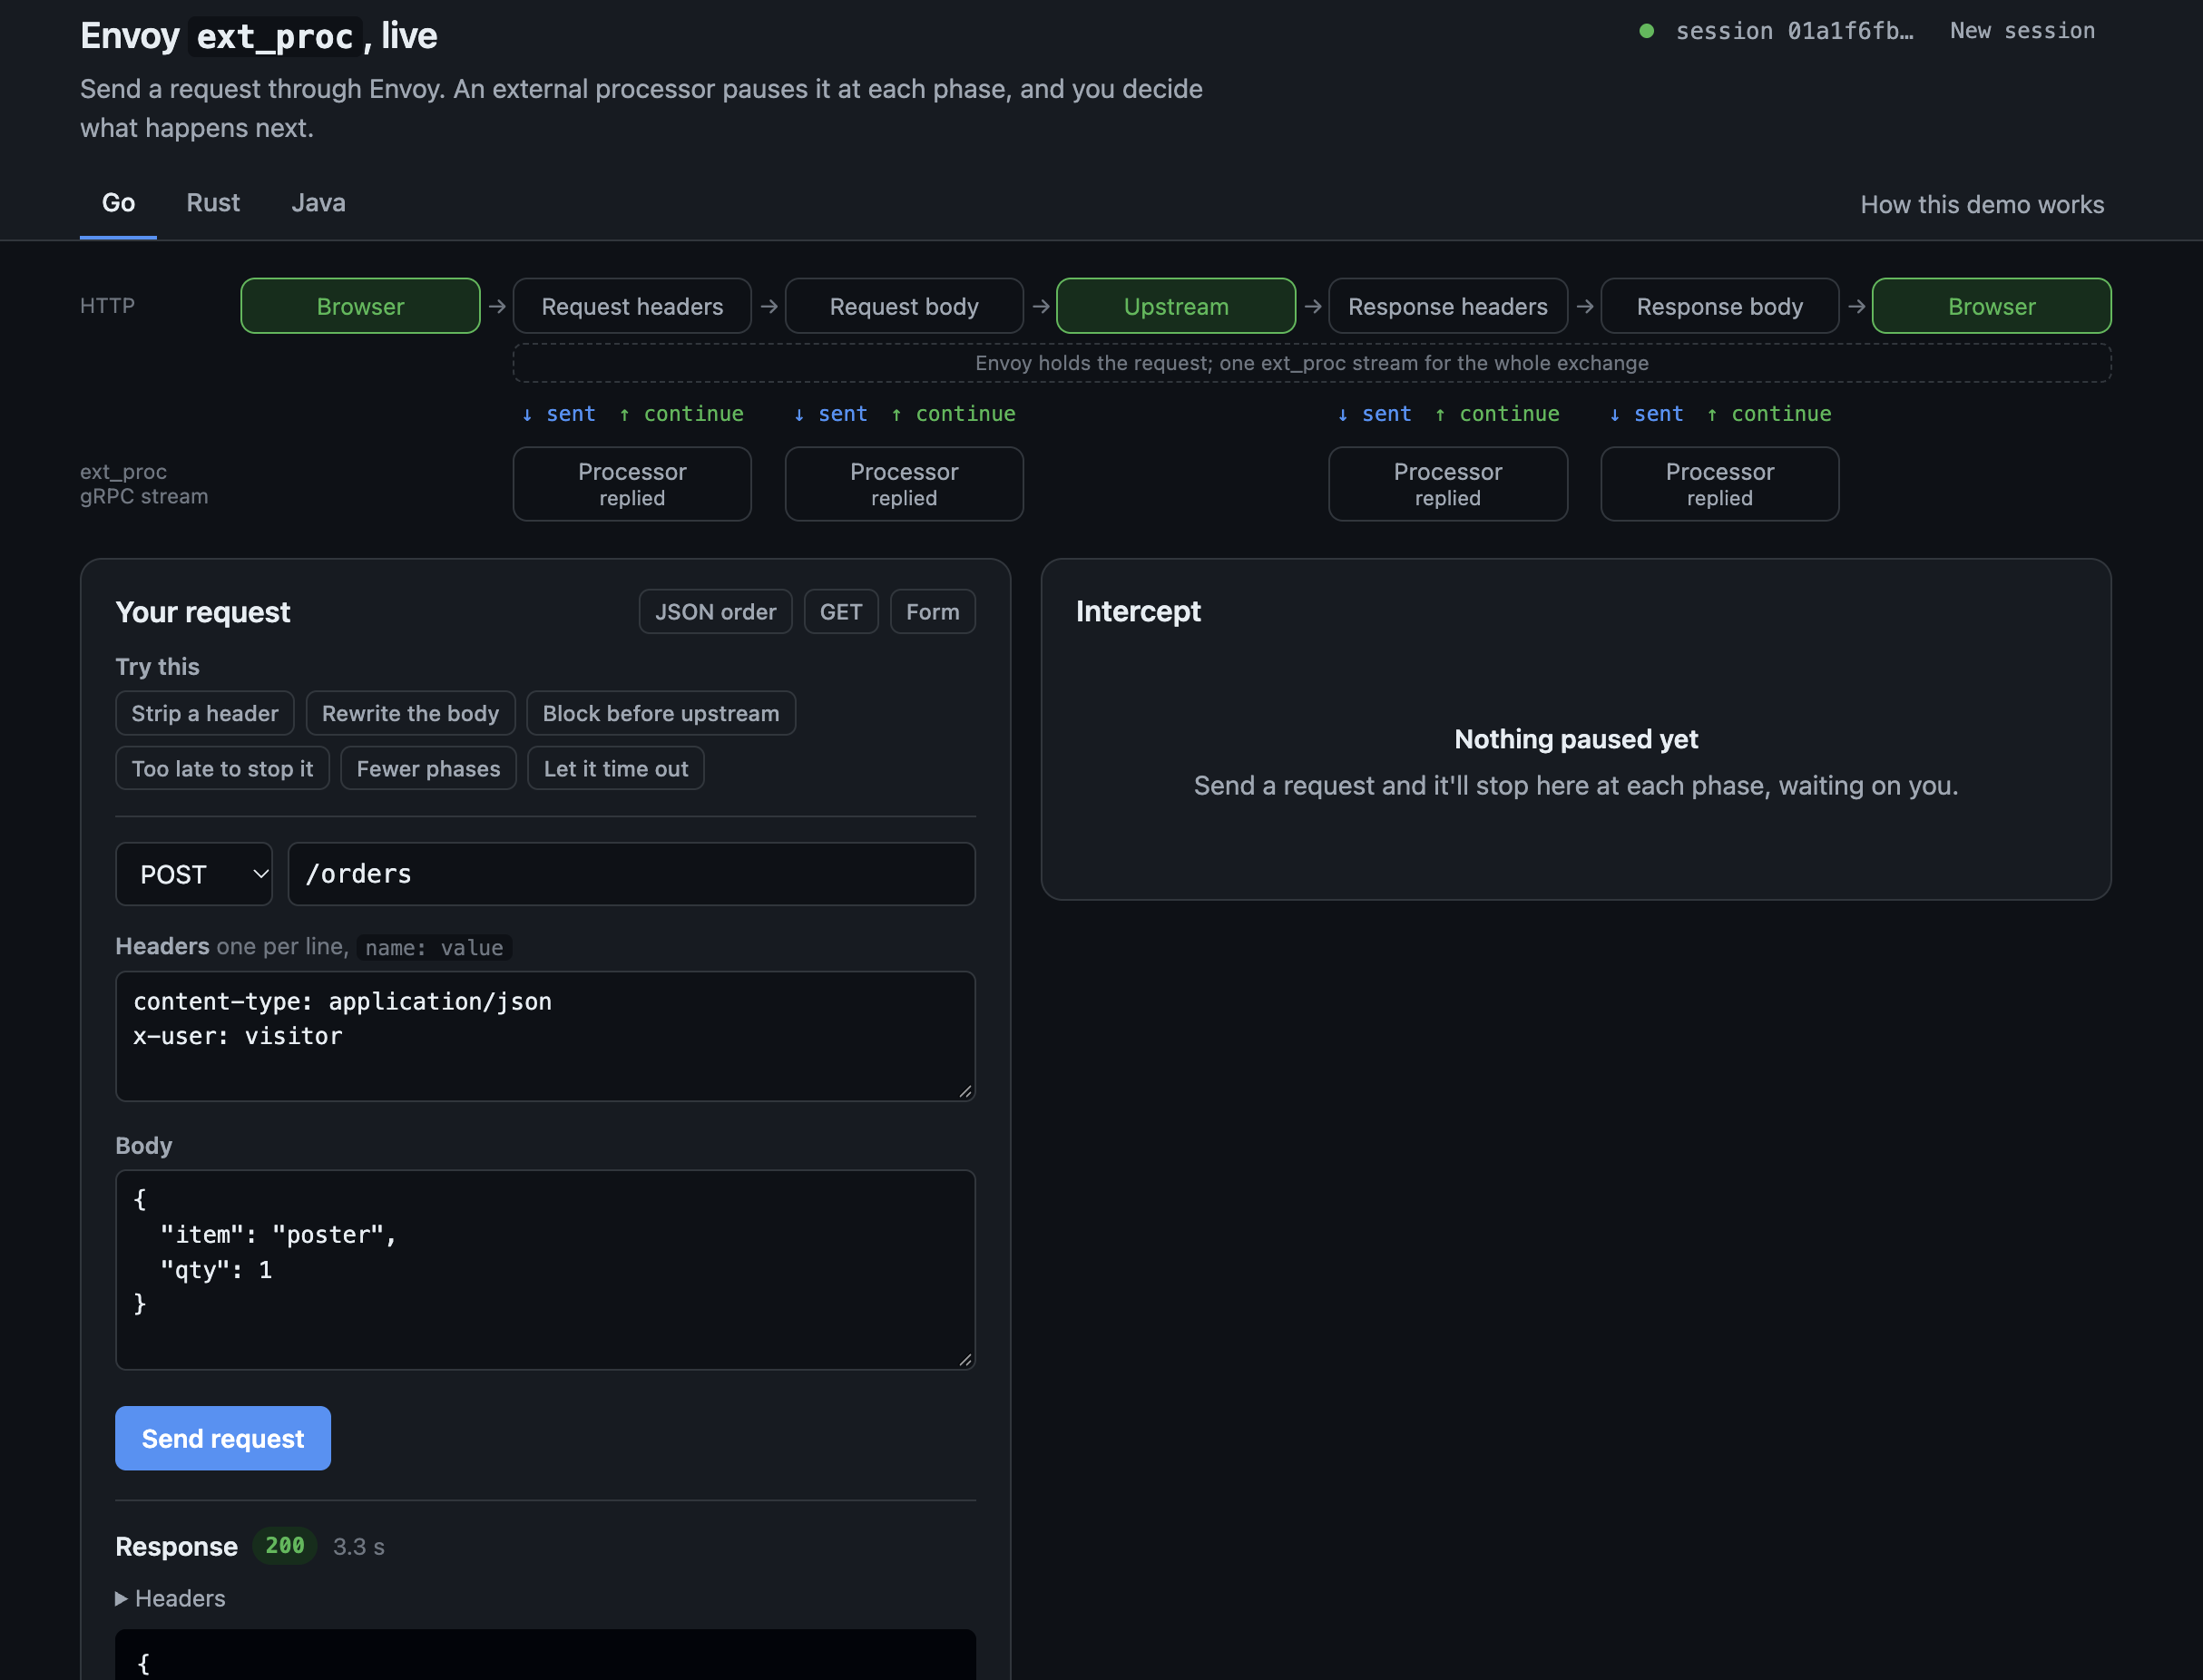 Envoy ext_proc, live
session 01a1f6fb… New session
Send a request through Envoy. An external processor pauses it at each phase, and you decide
what happens next.
Go Rust Java How this demo works
HTTP Browser → Request headers → Request body → Upstream → Response headers → Response body → Browser
Envoy holds the request; one ext_proc stream for the whole exchange
↓ sent ↑ continue ↓ sent ↑ continue ↓ sent ↑ continue ↓ sent ↑ continue
ext_proc
gRPC stream
Processor Processor Processor Processor
replied replied replied replied
Your request JSON order GET Form
Try this
Strip a header Rewrite the body Block before upstream
Too late to stop it Fewer phases Let it time out
POST /orders
Headers one per line, name: value
content-type: application/json
x-user: visitor
Body
{
"item": "poster",
"qty": 1
}
Send request
Response 200 3.3 s
▶ Headers
{
Intercept
Nothing paused yet
Send a request and it'll stop here at each phase, waiting on you.